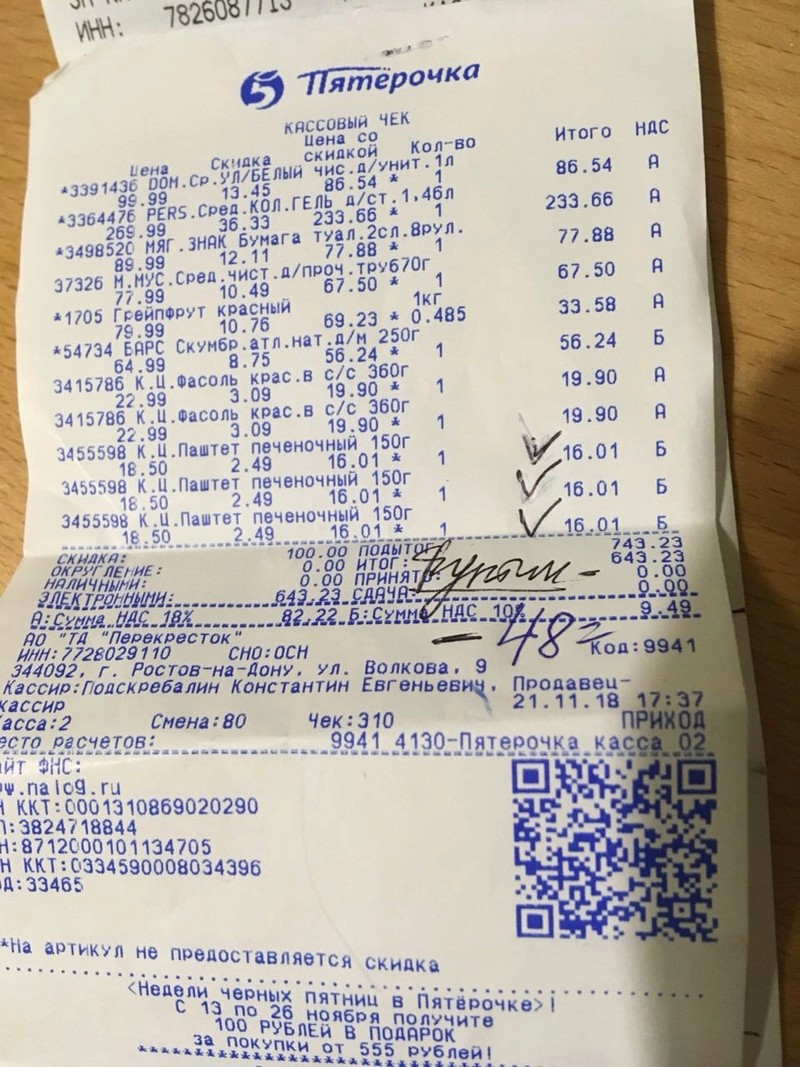 ИНН: 7826087713
5 Пятёрочка
КАССОВЫЙ ЧЕК
Цена Скидка Цена со скидкой Кол-во Итого НДС
*3391436 DOM.Ср.УЛ/БЕЛЫЙ чис.д/унит.1л
99.99 13.45 86.54 * 1 86.54 А
*3364476 PERS.Сред.КОЛ.ГЕЛЬ д/ст.1,46л
269.99 36.33 233.66 * 1 233.66 А
*3498520 МЯГ.ЗНАК Бумага туал.2сл.8рул.
89.99 12.11 77.88 * 1 77.88 А
37326 М.МУС.Сред.чист.д/проч.труб70г
77.99 10.49 67.50 * 1 67.50 А
*1705 Грейпфрут красный 1кг
79.99 10.76 69.23 * 0.485 33.58 А
*54734 БАРС Скумбр.атл.нат.д/м 250г
64.99 8.75 56.24 * 1 56.24 Б
3415786 К.Ц.Фасоль крас.в с/с 360г
22.99 3.09 19.90 * 1 19.90 А
3415786 К.Ц.Фасоль крас.в с/с 360г
22.99 3.09 19.90 * 1 19.90 А
3455598 К.Ц.Паштет печеночный 150г
18.50 2.49 16.01 * 1 16.01 Б
3455598 К.Ц.Паштет печеночный 150г
18.50 2.49 16.01 * 1 16.01 Б
3455598 К.Ц.Паштет печеночный 150г
18.50 2.49 16.01 * 1 16.01 Б
СКИДКА: 100.00 ПОДЫТОГ 743.23
ОКРУГЛЕНИЕ: 0.00 ИТОГ: 643.23
НАЛИЧНЫМИ: 0.00 ПРИНЯТО: 0.00
ЭЛЕКТРОННЫМИ: 643.23 СДАЧА: 0.00
А:Сумма НДС 18% 82.22 Б:Сумма НДС 10% 9.49
- 48=
АО "ТД "Перекресток"
ИНН:7728029110 СНО:ОСН Код:9941
344092, г. Ростов-на-Дону, ул. Волкова, 9
Кассир:Подскребалин Константин Евгеньевич, Продавец-
кассир 21.11.18 17:37
асса:2 Смена:80 Чек:310 ПРИХОД
есто расчетов: 9941 4130-Пятерочка касса 02
айт ФНС:
w.nalog.ru
Н ККТ:0001310869020290
П:3824718844
Н:8712000101134705
Н ККТ:0334590008034396
Д:33465
*На артикул не предоставляется скидка
<Недели черных пятниц в Пятёрочке>!
С 13 по 26 ноября получите
100 РУБЛЕЙ В ПОДАРОК
за покупки от 555 рублей!